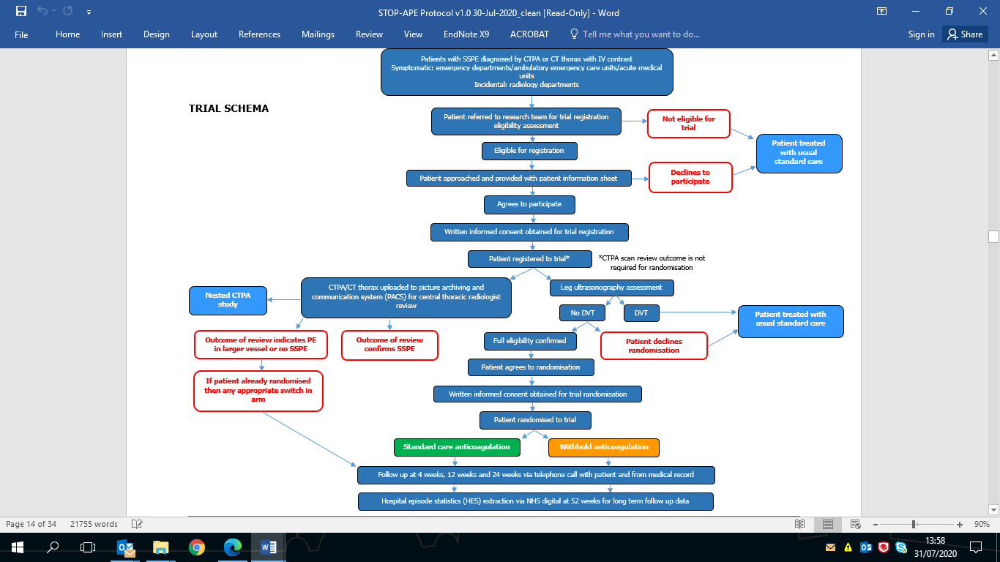 STOP-APE Protocol v1.0 30-Jul-2020_clean [Read-Only] - Word
File
Home
Insert
Design
Layout
References
Mailings
Review
View
EndNote X9
ACROBAT
Tell me what you want to do...
Sign in
Share
Patients with SSPE diagnosed by CTPA or CT thorax with IV contrast
Symptomatic: emergency departments/ambulatory emergency care units/acute medical
units
Incidental: radiology departments
TRIAL SCHEMA
Patient referred to research team for trial registration
eligibility assessment
Not eligible for
trial
Patient treated
with usual
standard care
Eligible for registration
Patient approached and provided with patient information sheet
Declines to
participate
Agrees to participate
Written informed consent obtained for trial registration
Patient registered to trial*
*CTPA scan review outcome is not
required for randomisation
Nested CTPA
study
CTPA/CT thorax uploaded to picture archiving and
communication system (PACS) for central thoracic radiologist
review
Leg ultrasonography assessment
No DVT
DVT
Patient treated with
usual standard care
Outcome of review indicates PE
in larger vessel or no SSPE
Outcome of review
confirms SSPE
Full eligibility confirmed
Patient declines
randomisation
Patient agrees to randomisation
If patient already randomised
then any appropriate switch in
arm
Written informed consent obtained for trial randomisation
Patient randomised to trial
Standard care anticoagulation
Withhold anticoagulation
Follow up at 4 weeks, 12 weeks and 24 weeks via telephone call with patient and from medical record
Hospital episode statistics (HES) extraction via NHS digital at 52 weeks for long term follow up data
Page 14 of 34
21755 words
90%
13:58
31/07/2020